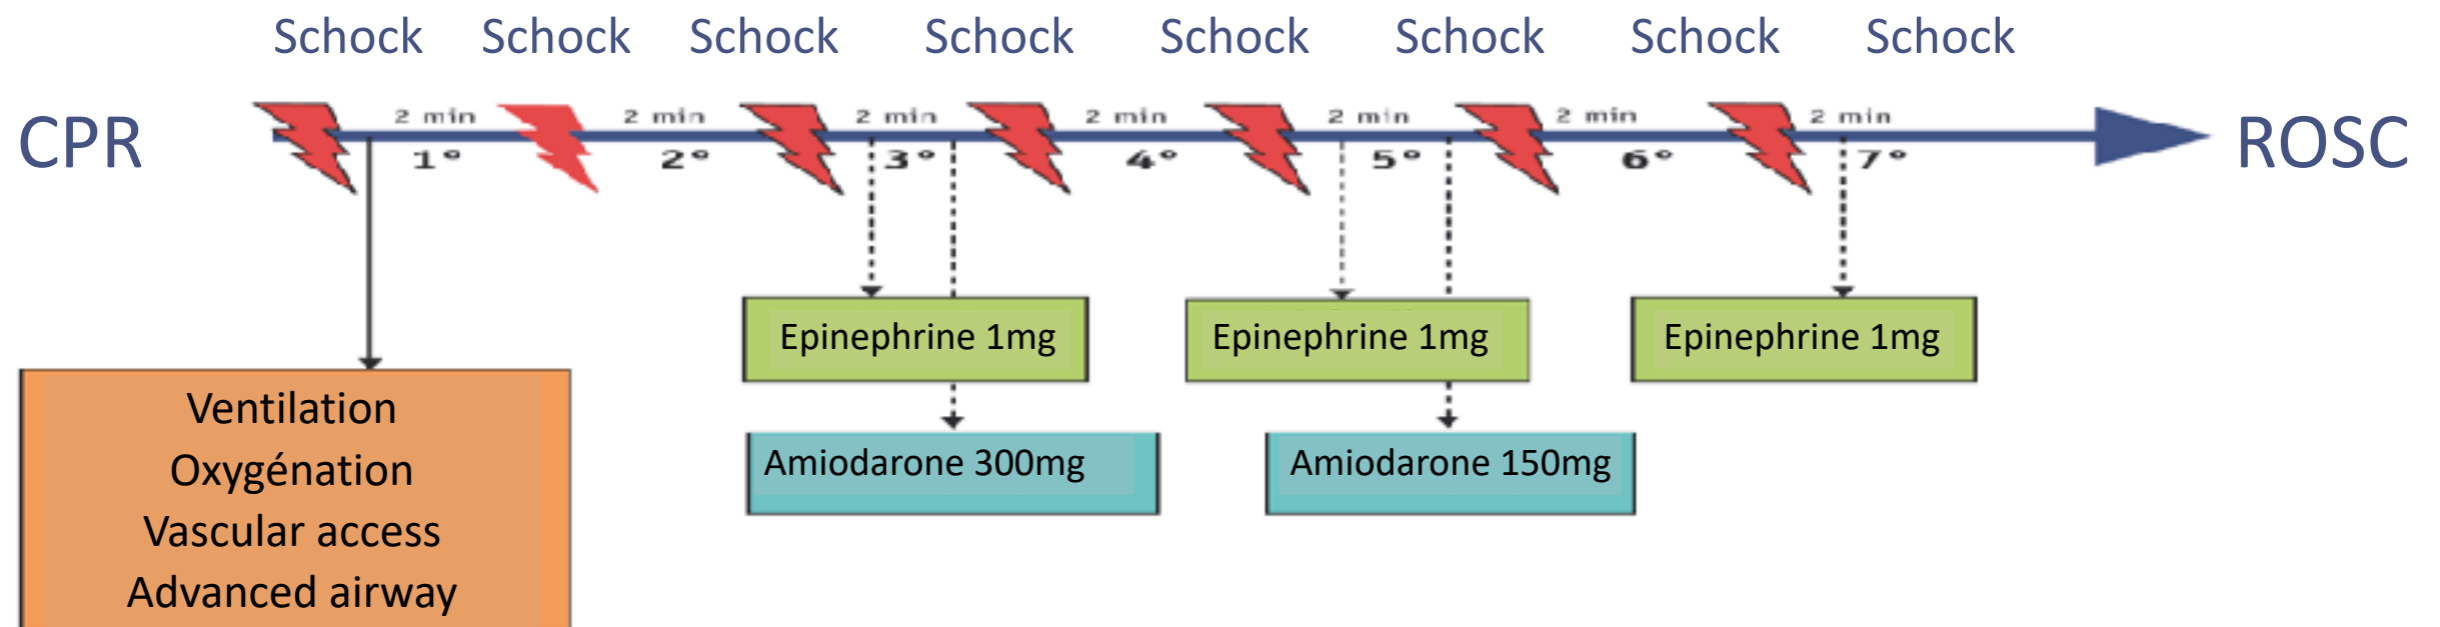 Schock Schock Schock Schock Schock Schock Schock Schock
CPR
2 min 2 min 2 min 2 min 2 min 2 min 2 min
1° 2° 3° 4° 5° 6° 7°
ROSC
Epinephrine 1mg Epinephrine 1mg Epinephrine 1mg
Ventilation
Oxygénation
Vascular access
Advanced airway
Amiodarone 300mg Amiodarone 150mg